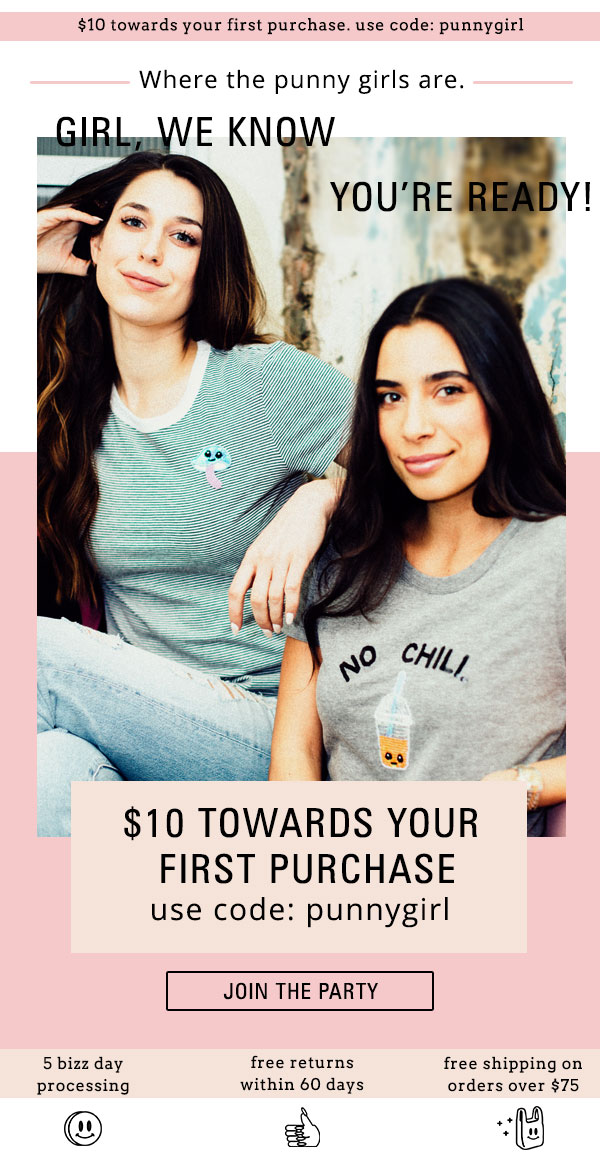 $10 towards your first purchase. use code: punnygirl
Where the punny girls are.
GIRL, WE KNOW
YOU'RE READY!
NO CHILL
$10 TOWARDS YOUR
FIRST PURCHASE
use code: punnygirl
JOIN THE PARTY
5 bizz day
processing
free returns
within 60 days
free shipping on
orders over $75